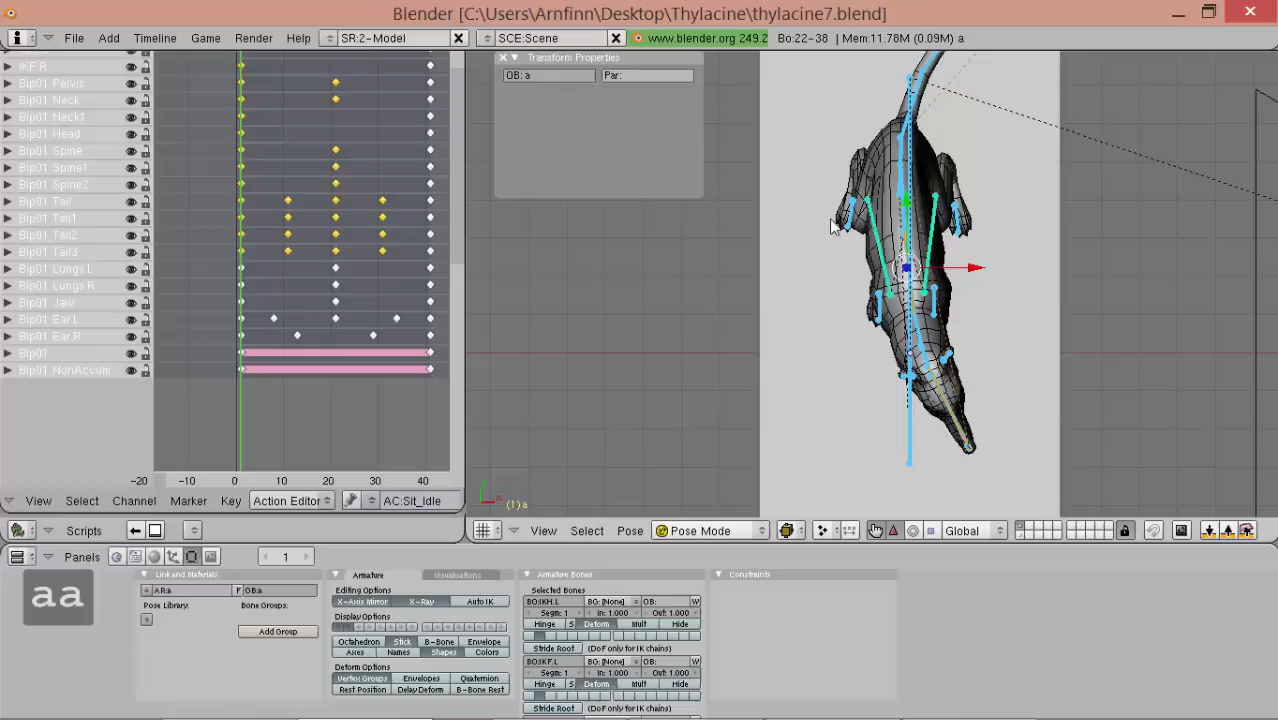 Blender [C:\Users\Arnfinn\Desktop\Thylacine\thylacine7.blend]
File Add Timeline Game Render Help SR:2-Model SCE:Scene www.blender.org 249.2 Bo:22-38 | Mem:11.78M (0.09M) a
IKF R
Bip01 Pelvis
Bip01 Neck
Bip01 Neck1
Bip01 Head
Bip01 Spine
Bip01 Spine1
Bip01 Spine2
Bip01 Tail
Bip01 Tail1
Bip01 Tail2
Bip01 Tail3
Bip01 Lungs L
Bip01 Lungs R
Bip01 Jaw
Bip01 Ear.L
Bip01 Ear.R
Bip01
Bip01 NonAccum
-20 -10 0 10 20 30 40
View Select Channel Marker Key Action Editor AC:Sit_Idle
Transform Properties
OB: a Par:
(1) a
Scripts
View Select Pose Pose Mode Global
Panels 1
aa
Link and Materials
AR:a F OB:a
Pose Library: Bone Groups:
Add Group
Armature Visualisations
Editing Options
X-Axis Mirror X-Ray Auto IK
Display Options
Octahedron Stick B-Bone Envelope
Axes Names Shapes Colors
Deform Options
Vertex Groups Envelopes Quaternion
Rest Position Delay Deform B-Bone Rest
Armature Bones
Selected Bones
BO:IKH.L BG: [None] OB: W
Segm: 1 In: 1.000 Out: 1.000
Hinge S Deform Mult Hide
Stride Root (DoF only for IK chains)
BO:IKF.L BG: [None] OB: W
Segm: 1 In: 1.000 Out: 1.000
Hinge S Deform Mult Hide
Stride Root (DoF only for IK chains)
Constraints